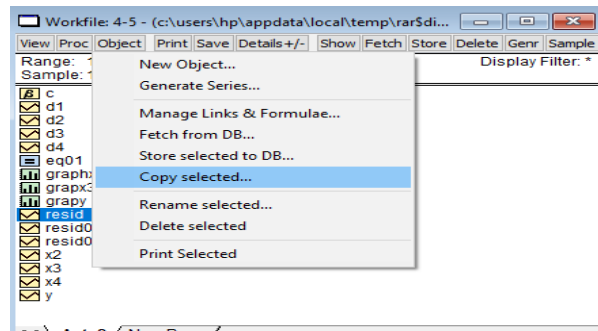 Workfile: 4-5 - (c:\users\hp\appdata\local\temp\rar$di...
View Proc Object Print Save Details+/- Show Fetch Store Delete Genr Sample
Range: Display Filter: *
Sample:
New Object...
Generate Series...
Manage Links & Formulae...
Fetch from DB...
Store selected to DB...
Copy selected...
Rename selected...
Delete selected
Print Selected
c
d1
d2
d3
d4
eq01
graph
grapx3
grapy
resid
resid0
resid0
x2
x3
x4
y